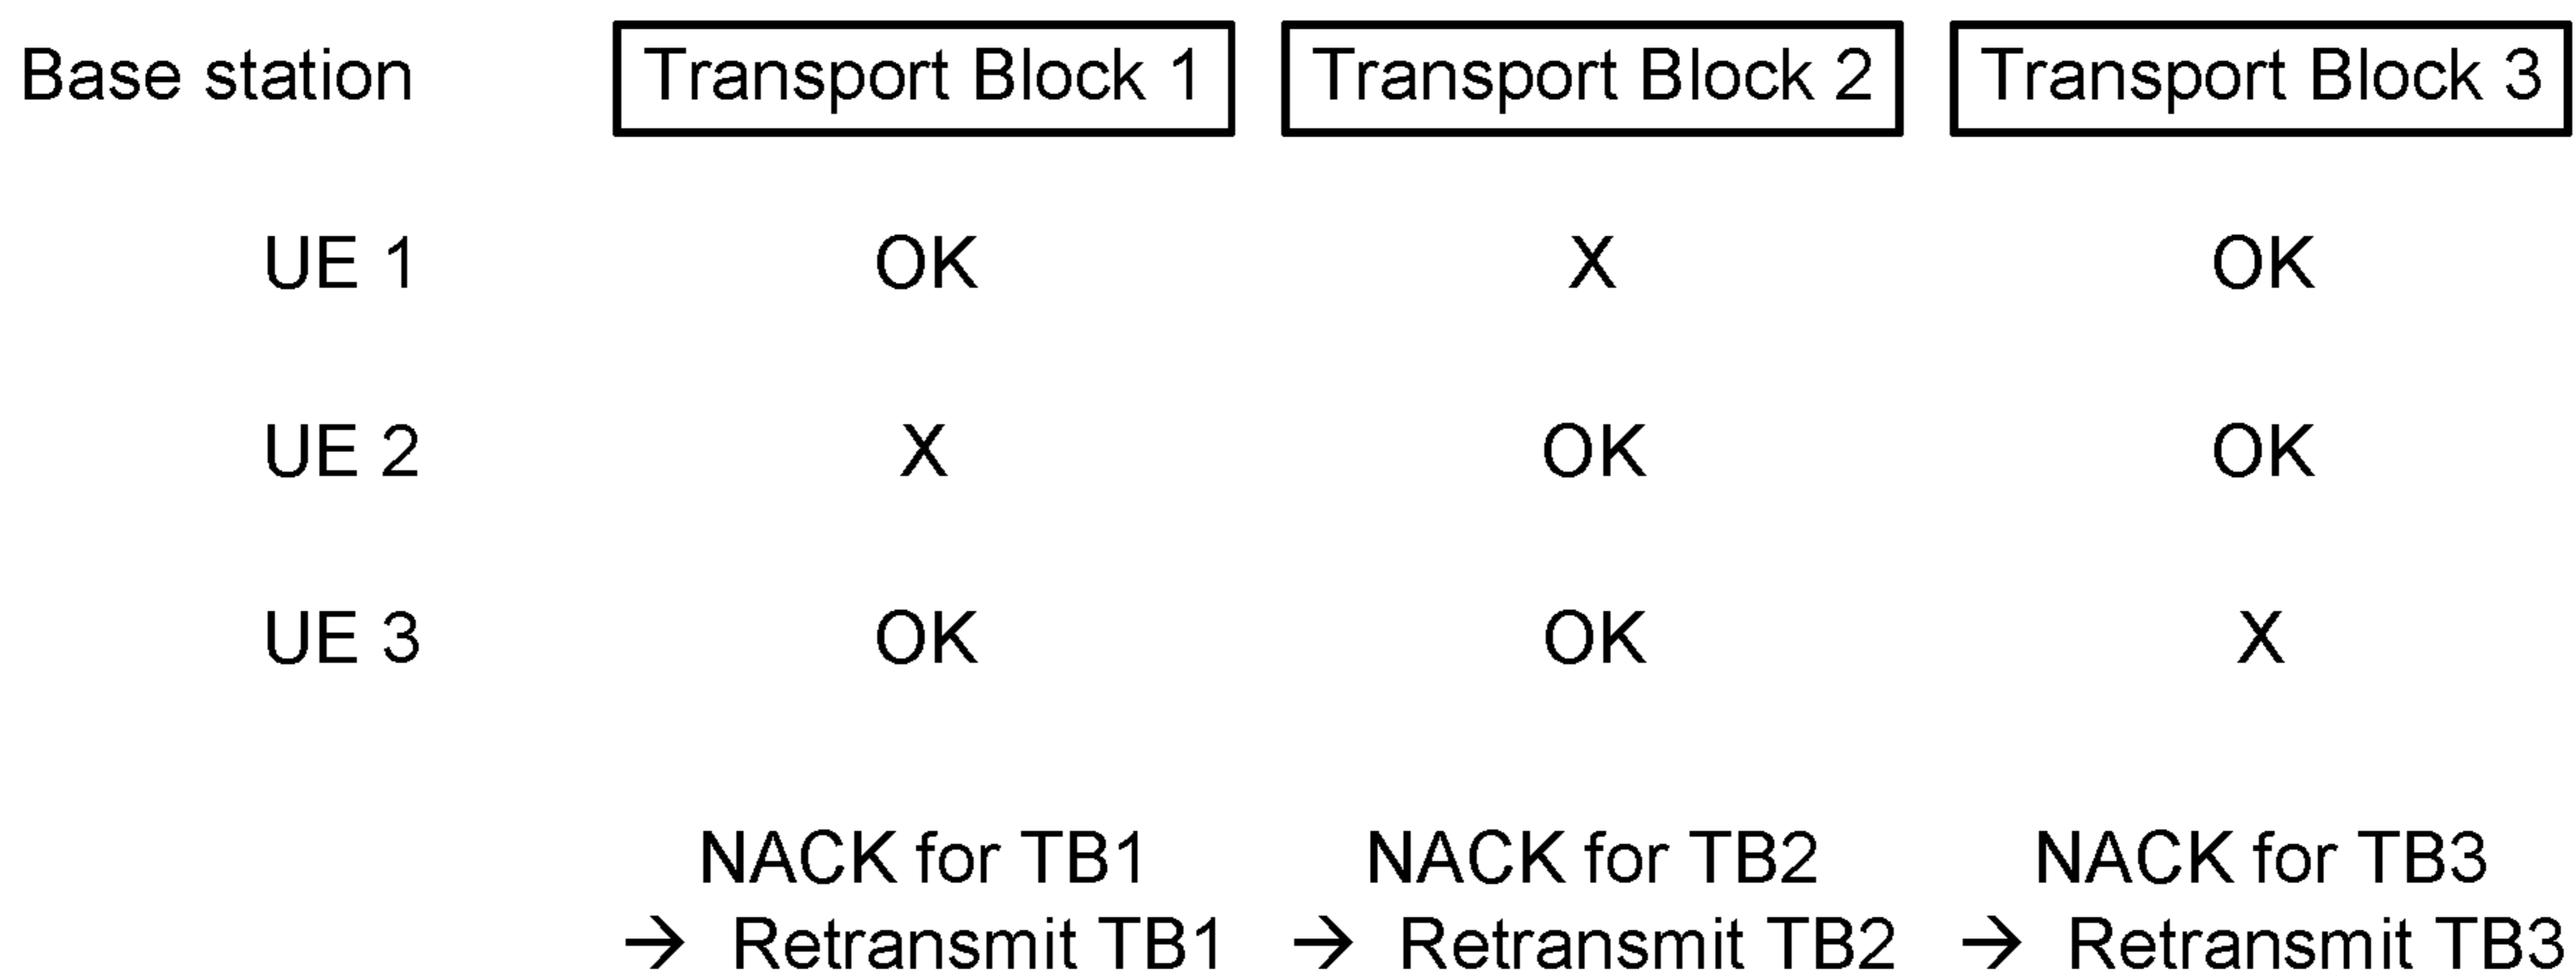 Base station Transport Block 1 Transport Block 2 Transport Block 3
UE 1 OK X OK
UE 2 X OK OK
UE 3 OK OK X
NACK for TB1 NACK for TB2 NACK for TB3
→ Retransmit TB1 → Retransmit TB2 → Retransmit TB3